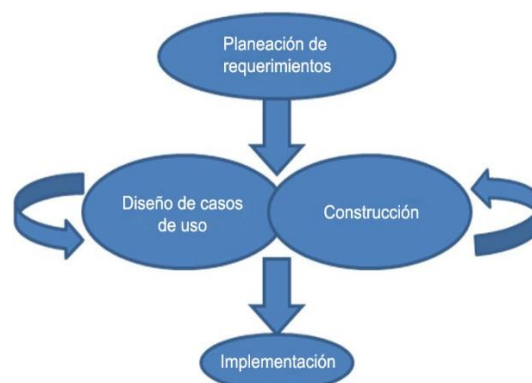 Planeación de
requerimientos
Diseño de casos
de uso
Construcción
Implementación